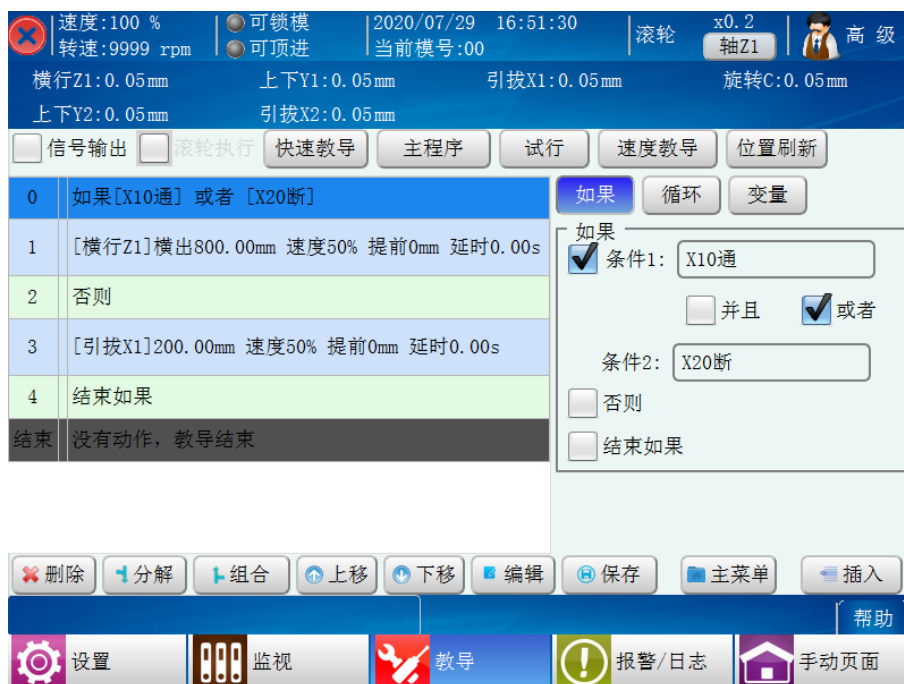 速度:100 % 可锁模 2020/07/29 16:51:30 滚轮 x0.2 高 级
转速:9999 rpm 可顶进 当前模号:00 轴Z1
横行Z1:0.05mm 上下Y1:0.05mm 引拔X1:0.05mm 旋转C:0.05mm
上下Y2:0.05mm 引拔X2:0.05mm
信号输出 滚轮执行 快速教导 主程序 试行 速度教导 位置刷新
0 如果[X10通] 或者 [X20断]
1 [横行Z1]横出800.00mm 速度50% 提前0mm 延时0.00s
2 否则
3 [引拔X1]200.00mm 速度50% 提前0mm 延时0.00s
4 结束如果
结束 没有动作, 教导结束
如果 循环 变量
如果
条件1: X10通
并且 或者
条件2: X20断
否则
结束如果
删除 分解 组合 上移 下移 编辑 保存 主菜单 插入
帮助
设置 监视 教导 报警/日志 手动页面